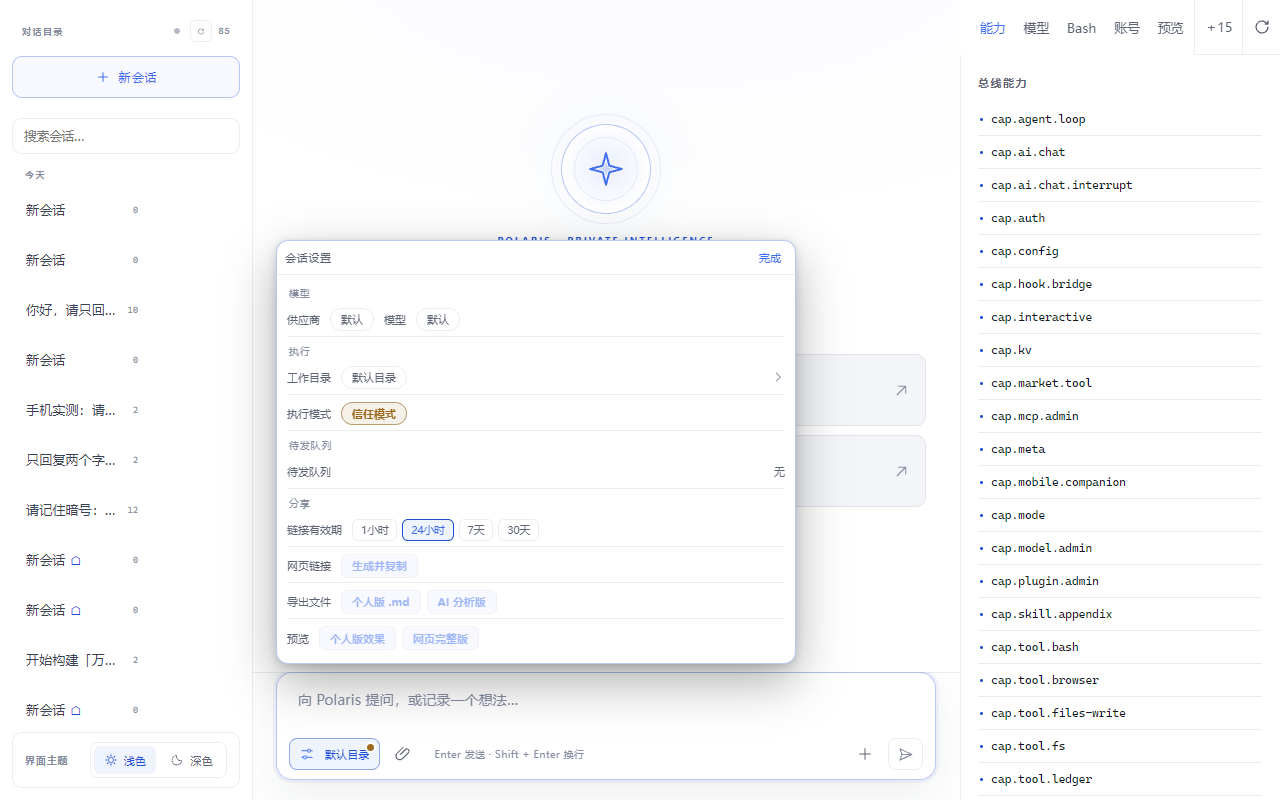 对话目录 85
+ 新会话
搜索会话...
今天
新会话 0
新会话 0
你好，请只回... 10
新会话 0
手机实测：请... 2
只回复两个字... 2
请记住暗号：... 12
新会话 0
新会话 0
开始构建「万... 2
新会话 0
界面主题 浅色 深色
会话设置 完成
模型
供应商 默认 模型 默认
执行
工作目录 默认目录
执行模式 信任模式
待发队列
待发队列 无
分享
链接有效期 1小时 24小时 7天 30天
网页链接 生成并复制
导出文件 个人版 .md AI 分析版
预览 个人版效果 网页完整版
向 Polaris 提问，或记录一个想法...
默认目录 Enter 发送 · Shift + Enter 换行
能力 模型 Bash 账号 预览 +15
总线能力
• cap.agent.loop
• cap.ai.chat
• cap.ai.chat.interrupt
• cap.auth
• cap.config
• cap.hook.bridge
• cap.interactive
• cap.kv
• cap.market.tool
• cap.mcp.admin
• cap.meta
• cap.mobile.companion
• cap.mode
• cap.model.admin
• cap.plugin.admin
• cap.skill.appendix
• cap.tool.bash
• cap.tool.browser
• cap.tool.files-write
• cap.tool.fs
• cap.tool.ledger